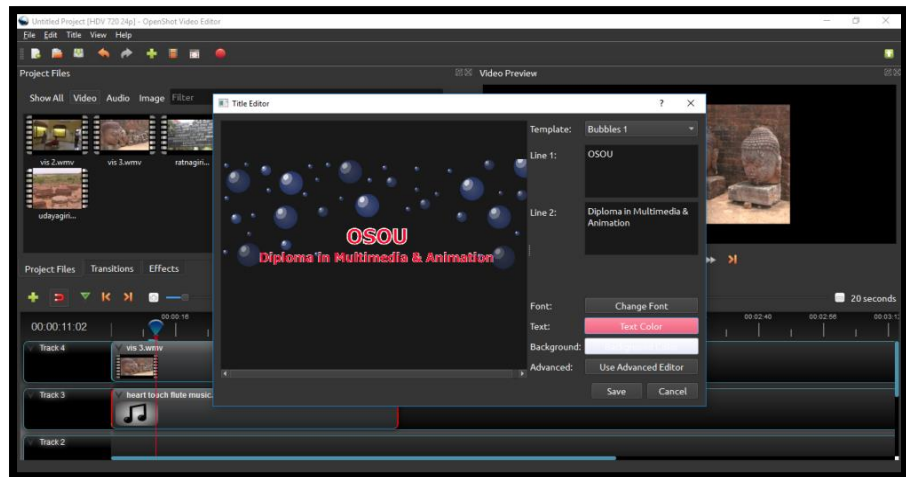 Untitled Project [HDV 720 24p] - OpenShot Video Editor
File Edit Title View Help
Project Files
Video Preview
Show All Video Audio Image Filter
vis 2.wmv
vis 3.wmv
ratnagiri...
udayagiri...
Title Editor
? X
Template: Bubbles 1
Line 1: OSOU
Line 2: Diploma in Multimedia &
Animation
OSOU
Diploma in Multimedia & Animation
Font: Change Font
Text: Text Color
Background:
Advanced: Use Advanced Editor
Save Cancel
Project Files Transitions Effects
20 seconds
00:00:11:02
00:00:16
00:02:40
Track 4
vis 3.wmv
Track 3
heart touch flute music.
Track 2